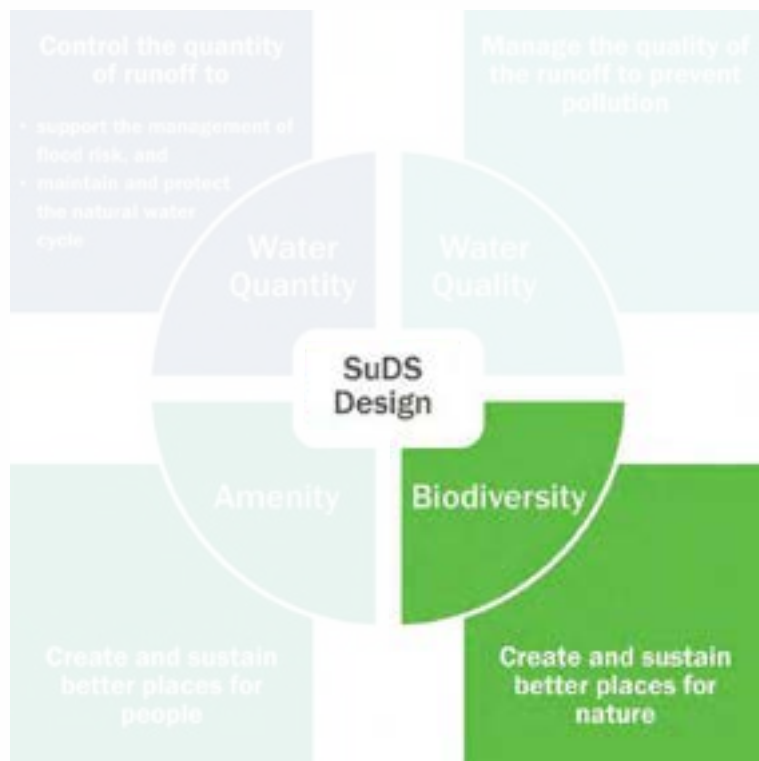 Control the quantity
of runoff to
• support the management of
flood risk, and
• maintain and protect
the natural water
cycle
Manage the quality of
the runoff to prevent
pollution
Water
Quantity
Water
Quality
SuDS
Design
Amenity
Biodiversity
Create and sustain
better places for
people
Create and sustain
better places for
nature